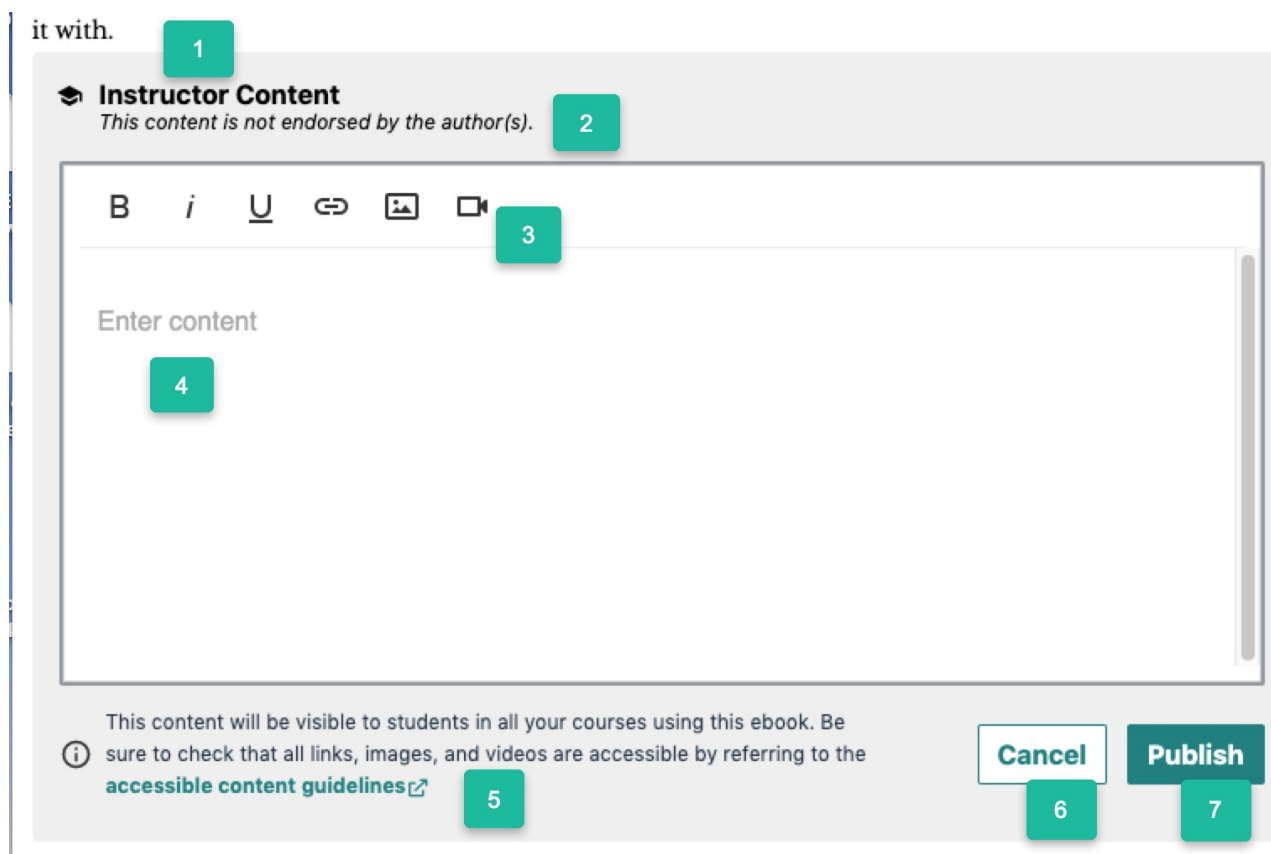 it with.
1
Instructor Content
This content is not endorsed by the author(s).
2
B i U
3
Enter content
4
This content will be visible to students in all your courses using this ebook. Be
sure to check that all links, images, and videos are accessible by referring to the
accessible content guidelines
5
Cancel
Publish
6
7